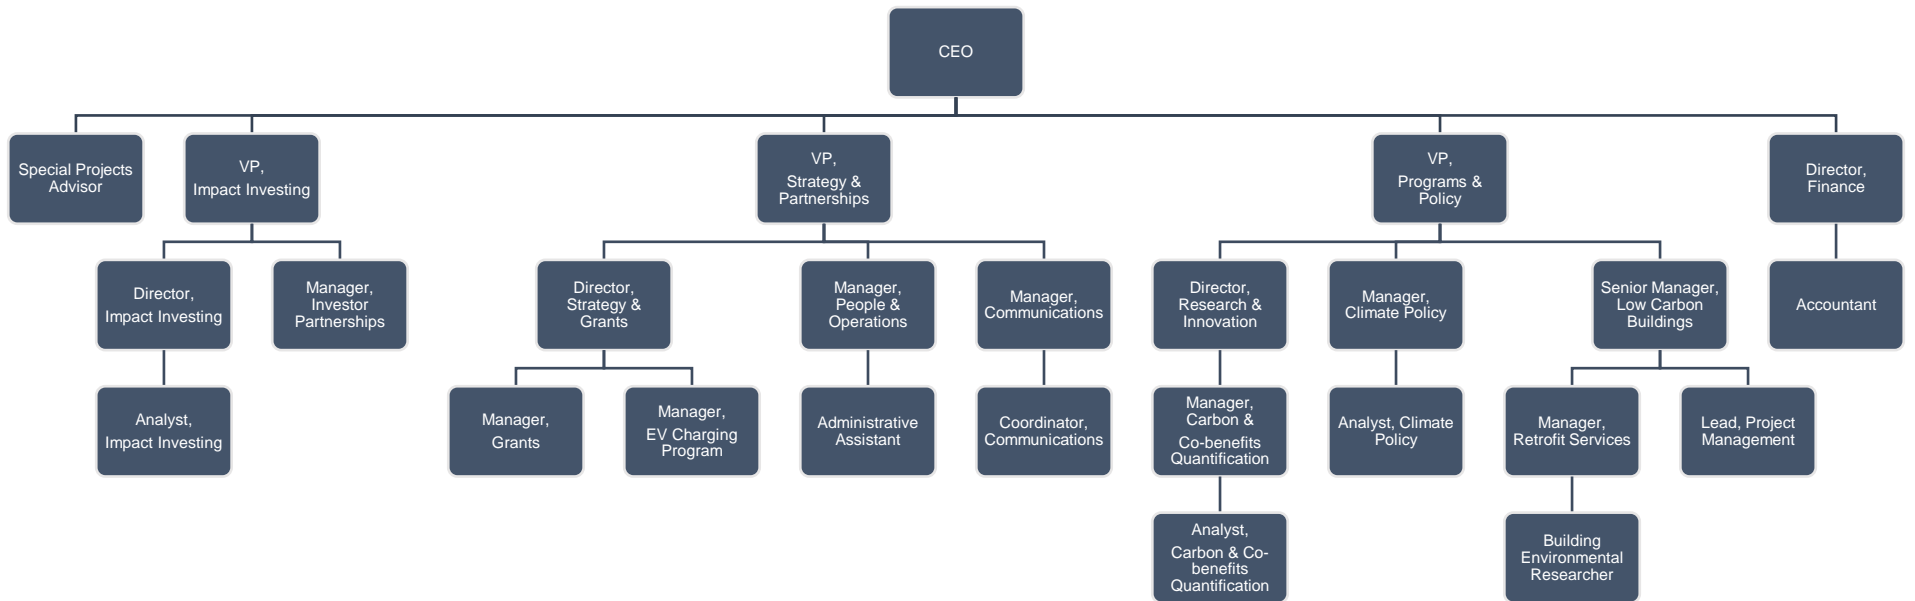 CEO
Special Projects
Advisor
VP,
Impact Investing
VP,
Strategy &
Partnerships
VP,
Programs &
Policy
Director,
Finance
Director,
Impact Investing
Manager,
Investor
Partnerships
Director,
Strategy &
Grants
Manager,
People &
Operations
Manager,
Communications
Director,
Research &
Innovation
Manager,
Climate Policy
Senior Manager,
Low Carbon
Buildings
Accountant
Analyst,
Impact Investing
Manager,
Grants
Manager,
EV Charging
Program
Administrative
Assistant
Coordinator,
Communications
Manager,
Carbon &
Co-benefits
Quantification
Analyst, Climate
Policy
Manager,
Retrofit Services
Lead, Project
Management
Analyst,
Carbon & Co-
benefits
Quantification
Building
Environmental
Researcher